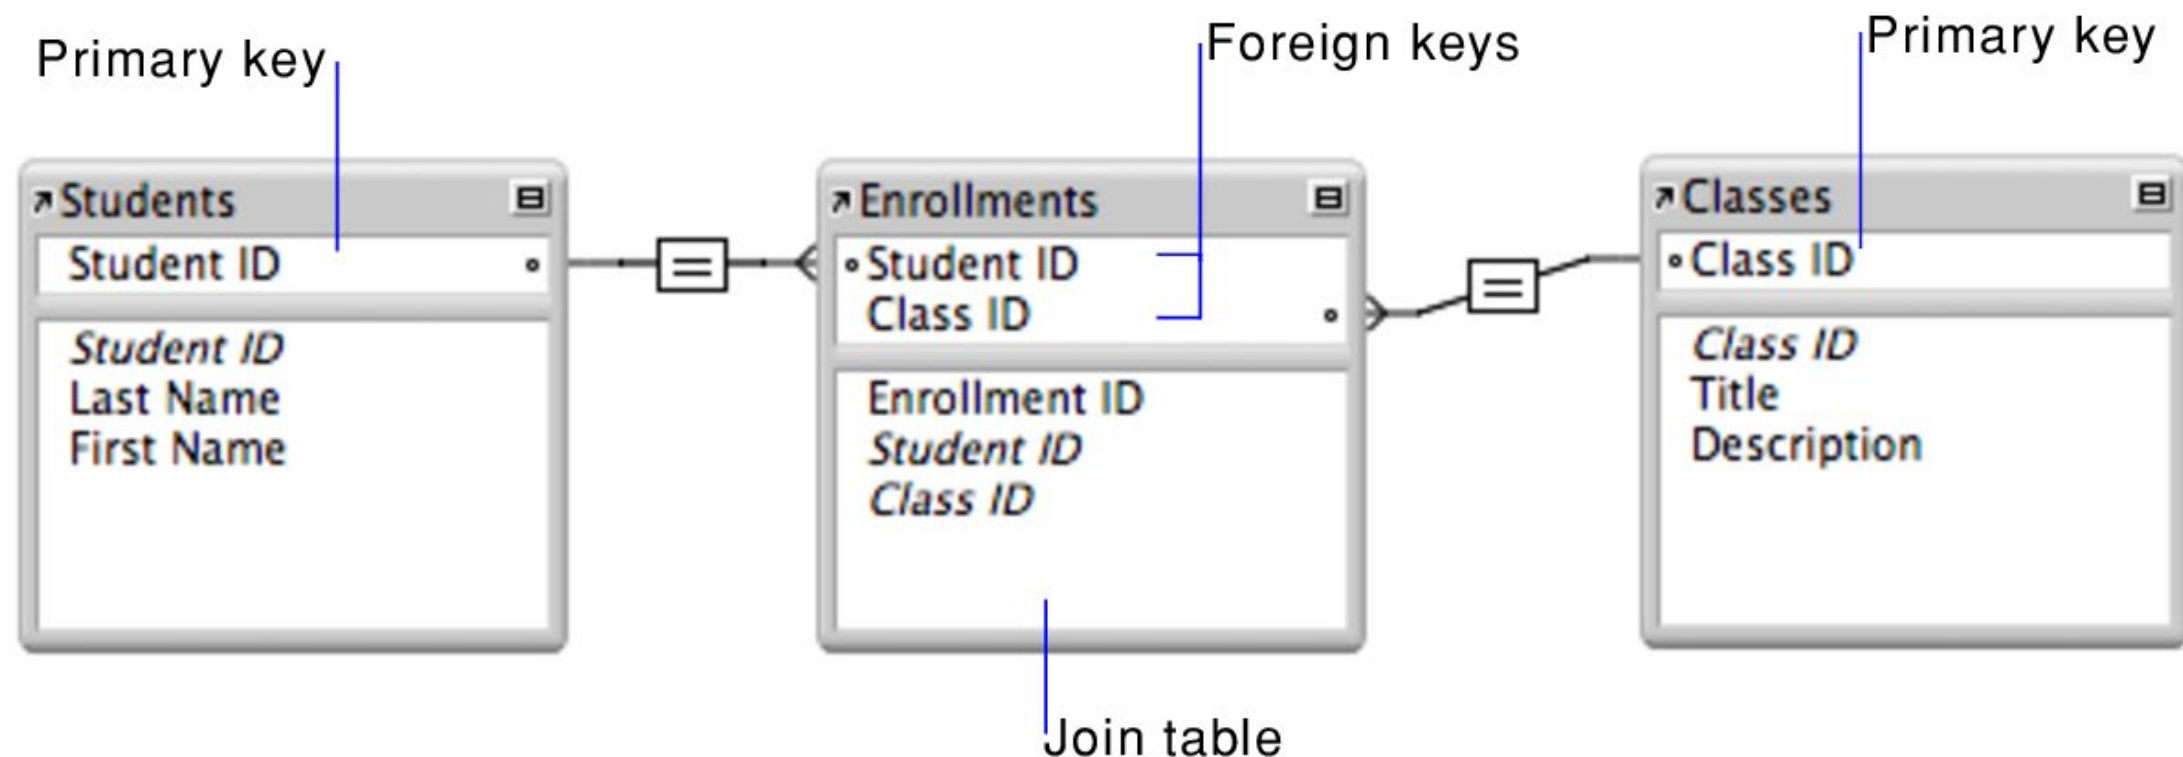 Primary key
Foreign keys
Primary key
Students
Student ID
Student ID
Last Name
First Name
Enrollments
Student ID
Class ID
Enrollment ID
Student ID
Class ID
Classes
Class ID
Class ID
Title
Description
Join table